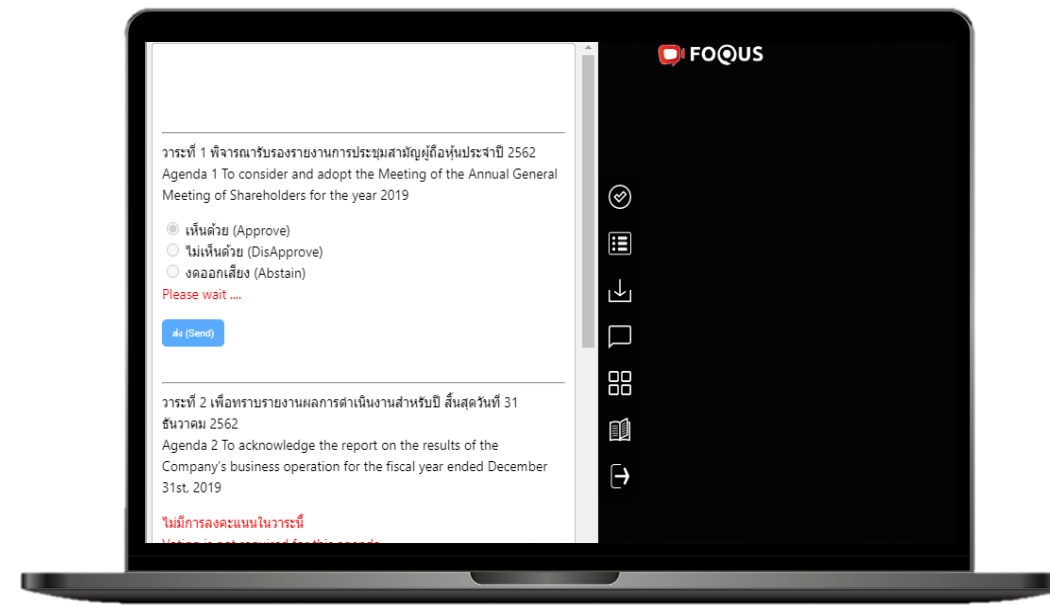 FOQUS
วาระที่ 1 พิจารณารับรองรายงานการประชุมสามัญผู้ถือหุ้นประจำปี 2562
Agenda 1 To consider and adopt the Meeting of the Annual General
Meeting of Shareholders for the year 2019
เห็นด้วย (Approve)
ไม่เห็นด้วย (DisApprove)
งดออกเสียง (Abstain)
Please wait ....
ส่ง (Send)
วาระที่ 2 เพื่อทราบรายงานผลการดำเนินงานสำหรับปี สิ้นสุดวันที่ 31
ธันวาคม 2562
Agenda 2 To acknowledge the report on the results of the
Company's business operation for the fiscal year ended December
31st, 2019
ไม่มีการลงคะแนนในวาระนี้
Voting is not required for this agenda